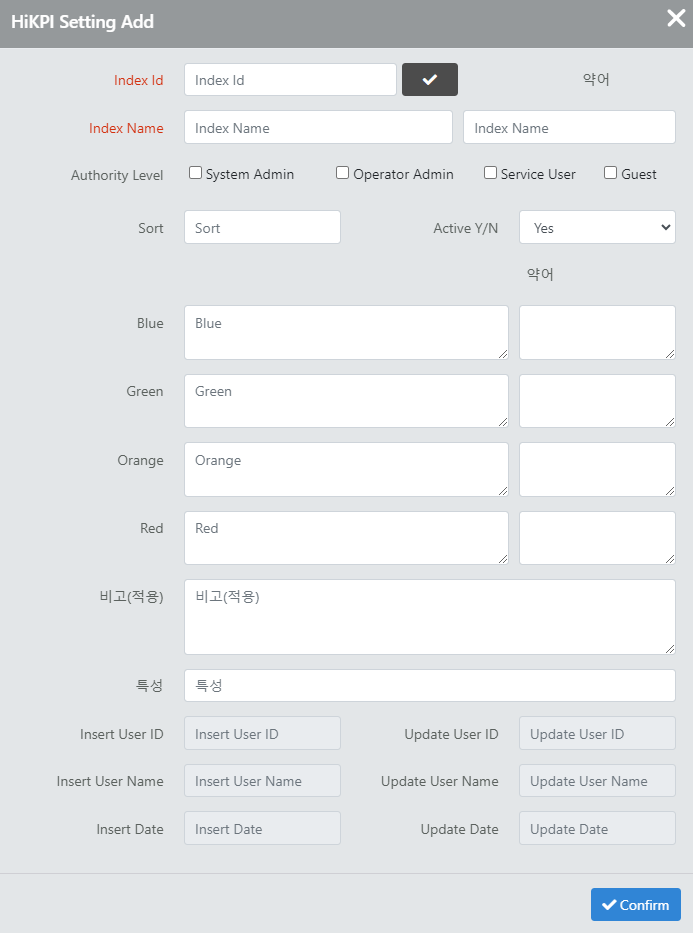 HiKPI Setting Add
Index Id Index Id 약어
Index Name Index Name Index Name
Authority Level System Admin Operator Admin Service User Guest
Sort Sort Active Y/N Yes
약어
Blue Blue
Green Green
Orange Orange
Red Red
비고(적용) 비고(적용)
특성 특성
Insert User ID Insert User ID Update User ID Update User ID
Insert User Name Insert User Name Update User Name Update User Name
Insert Date Insert Date Update Date Update Date
Confirm